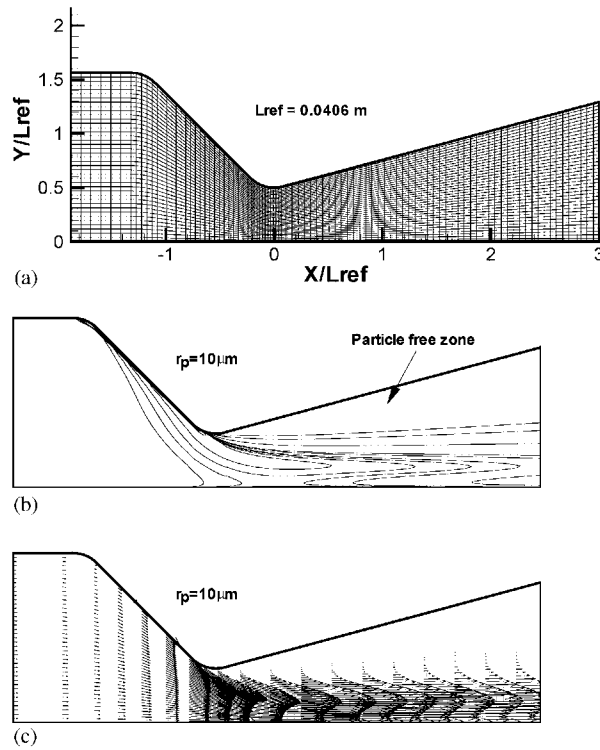 2
1.5
Y/Lref
Lref = 0.0406 m
1
0.5
0
-1 0 1 2 3
(a)
X/Lref
Particle free zone
rp=10μm
(b)
rp=10μm
(c)